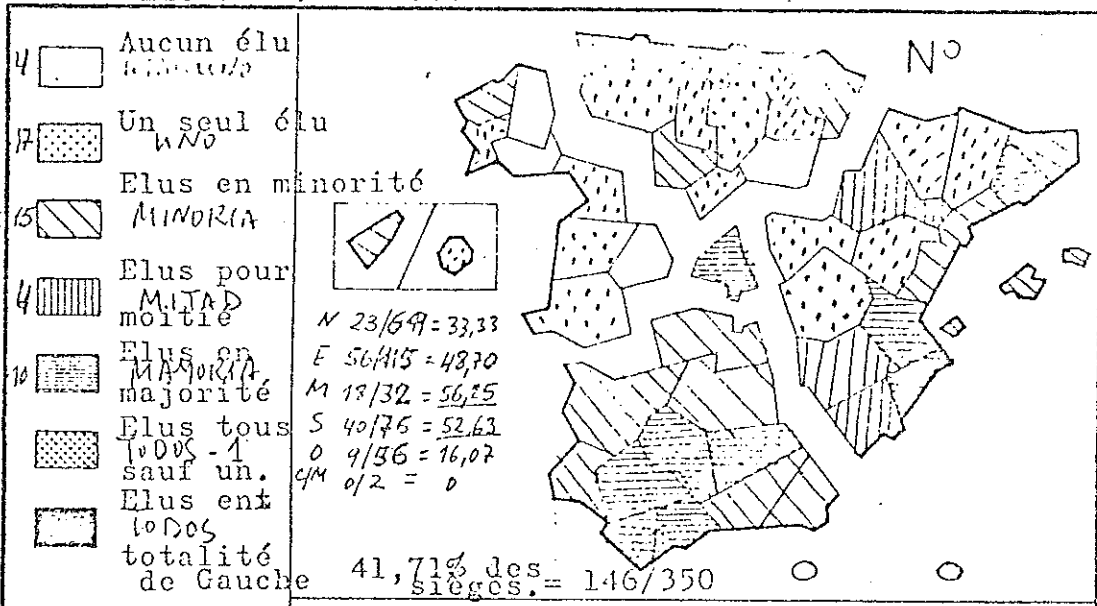 4 Aucun élu
17 Un seul élu
UNO
15 Elus en minorité
MINORIA
4 Elus pour
MITAD
moitié
10 Elus en
MAYORIA
majorité
Elus tous
TODOS - 1
sauf un.
Elus ent
TODOS
totalité
de Gauche
Nº
N 23/69 = 33,33
E 56/115 = 48,70
M 18/32 = 56,25
S 40/76 = 52,63
O 9/56 = 16,07
C/M 0/2 = 0
41,71% des
sièges. = 146/350